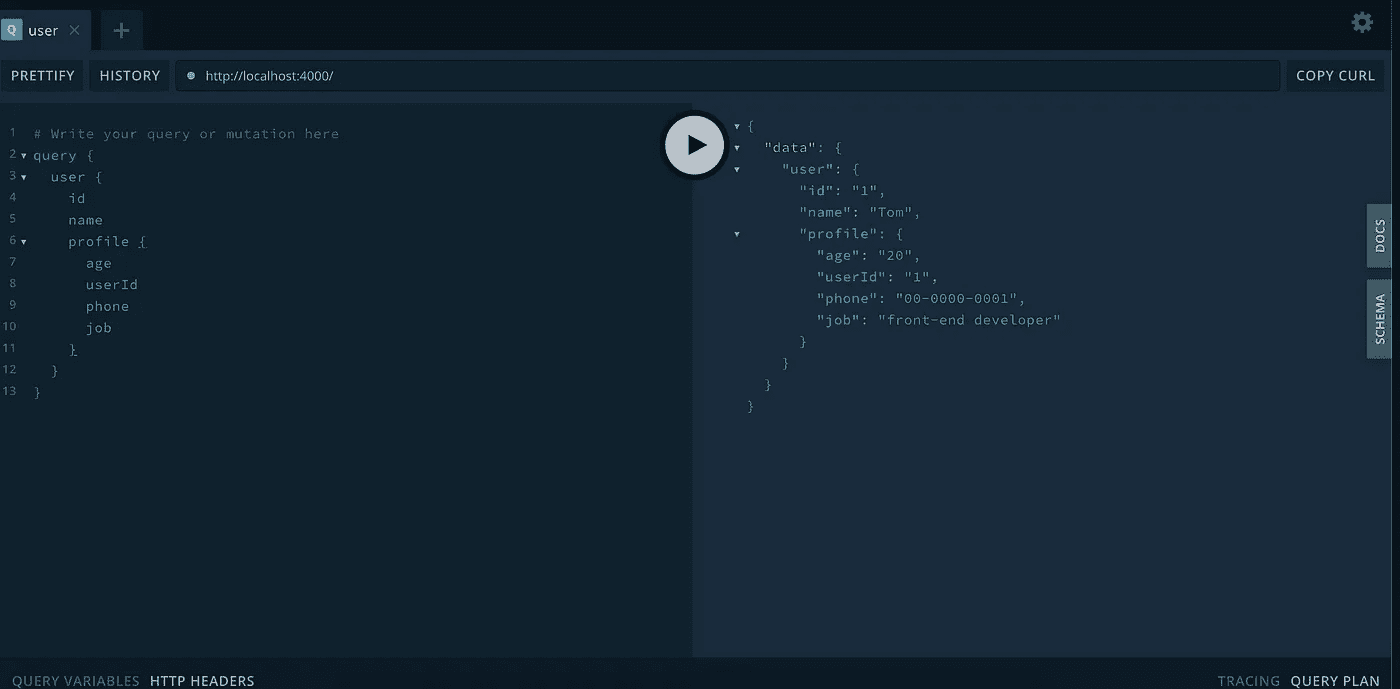 Q user ×
PRETTIFY HISTORY http://localhost:4000/ COPY CURL
1 # Write your query or mutation here
2 query {
3 user {
4 id
5 name
6 profile {
7 age
8 userId
9 phone
10 job
11 }
12 }
13 }
{
"data": {
"user": {
"id": "1",
"name": "Tom",
"profile": {
"age": "20",
"userId": "1",
"phone": "00-0000-0001",
"job": "front-end developer"
}
}
}
}
DOCS
SCHEMA
QUERY VARIABLES HTTP HEADERS
TRACING QUERY PLAN